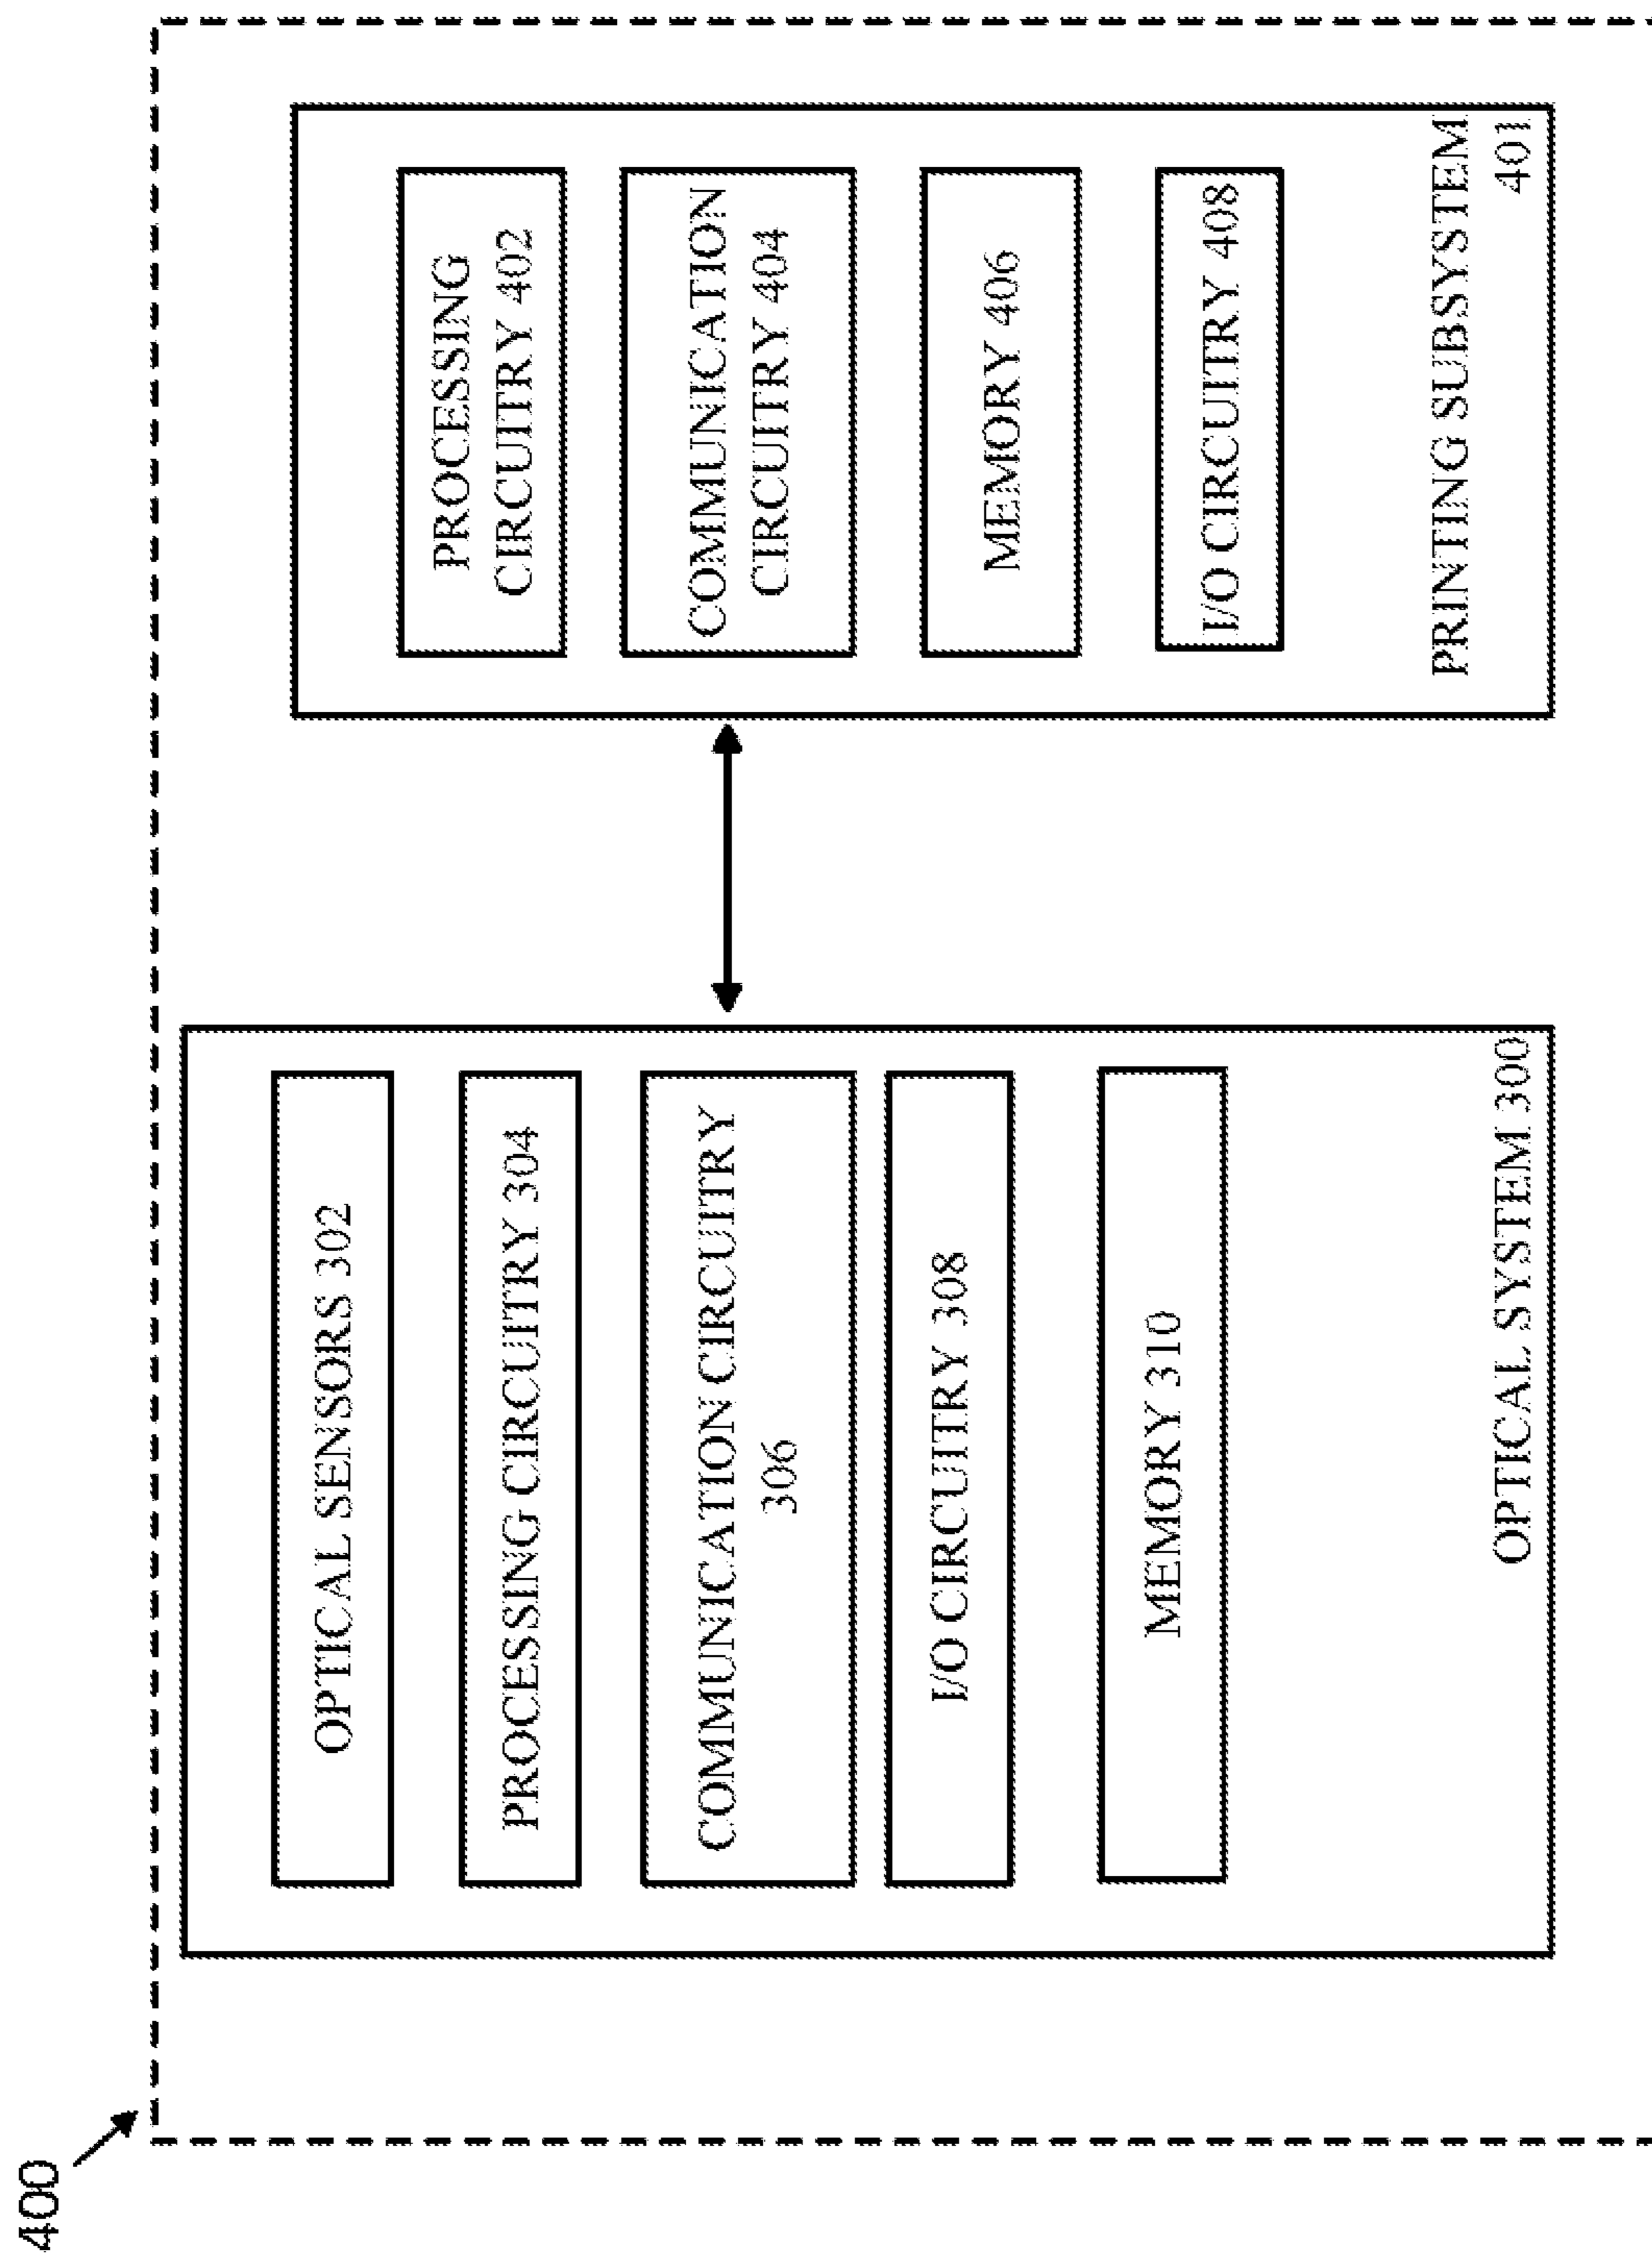 400
OPTICAL SENSORS 302
PROCESSING CIRCUITRY 304
COMMUNICATION CIRCUITRY
306
I/O CIRCUITRY 308
MEMORY 310
OPTICAL SYSTEM 300
PROCESSING
CIRCUITRY 402
COMMUNICATION
CIRCUITRY 404
MEMORY 406
I/O CIRCUITRY 408
PRINTING SUBSYSTEM
401